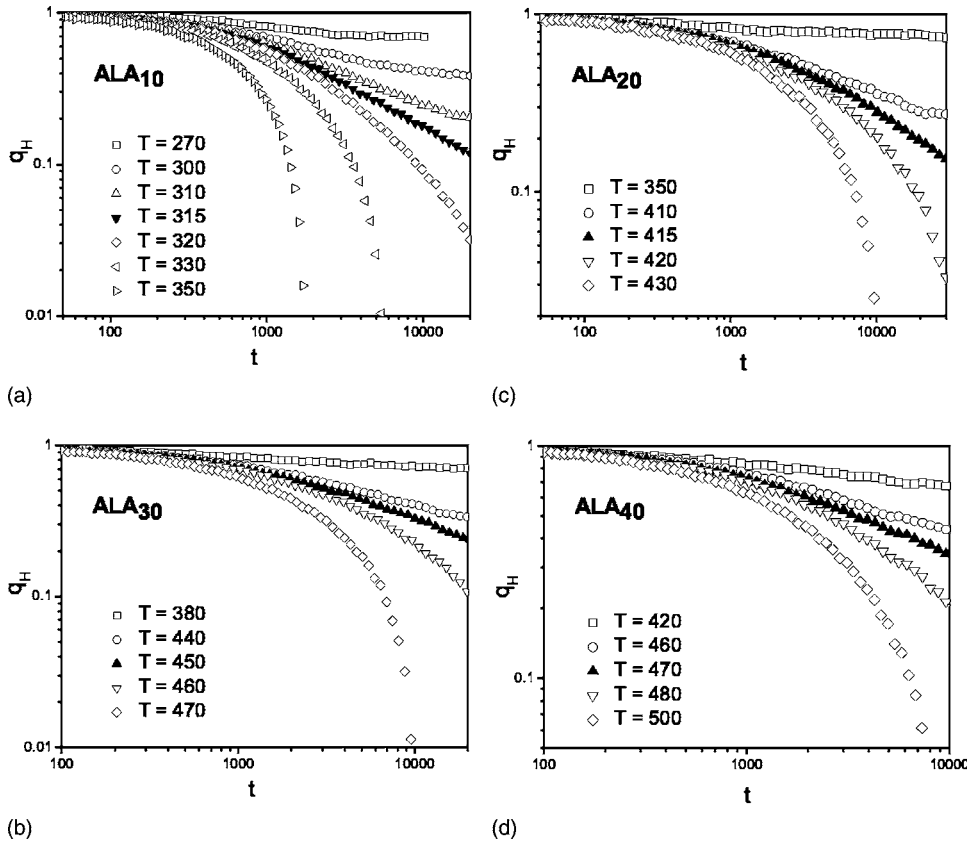 1
ALA10
qH
0.1
T = 270
T = 300
T = 310
T = 315
T = 320
T = 330
T = 350
0.01
100
1000
10000
t
(a)
1
ALA20
qH
0.1
T = 350
T = 410
T = 415
T = 420
T = 430
100
1000
10000
t
(c)
1
ALA30
qH
0.1
T = 380
T = 440
T = 450
T = 460
T = 470
0.01
100
1000
10000
t
(b)
1
ALA40
qH
0.1
T = 420
T = 460
T = 470
T = 480
T = 500
100
1000
10000
t
(d)